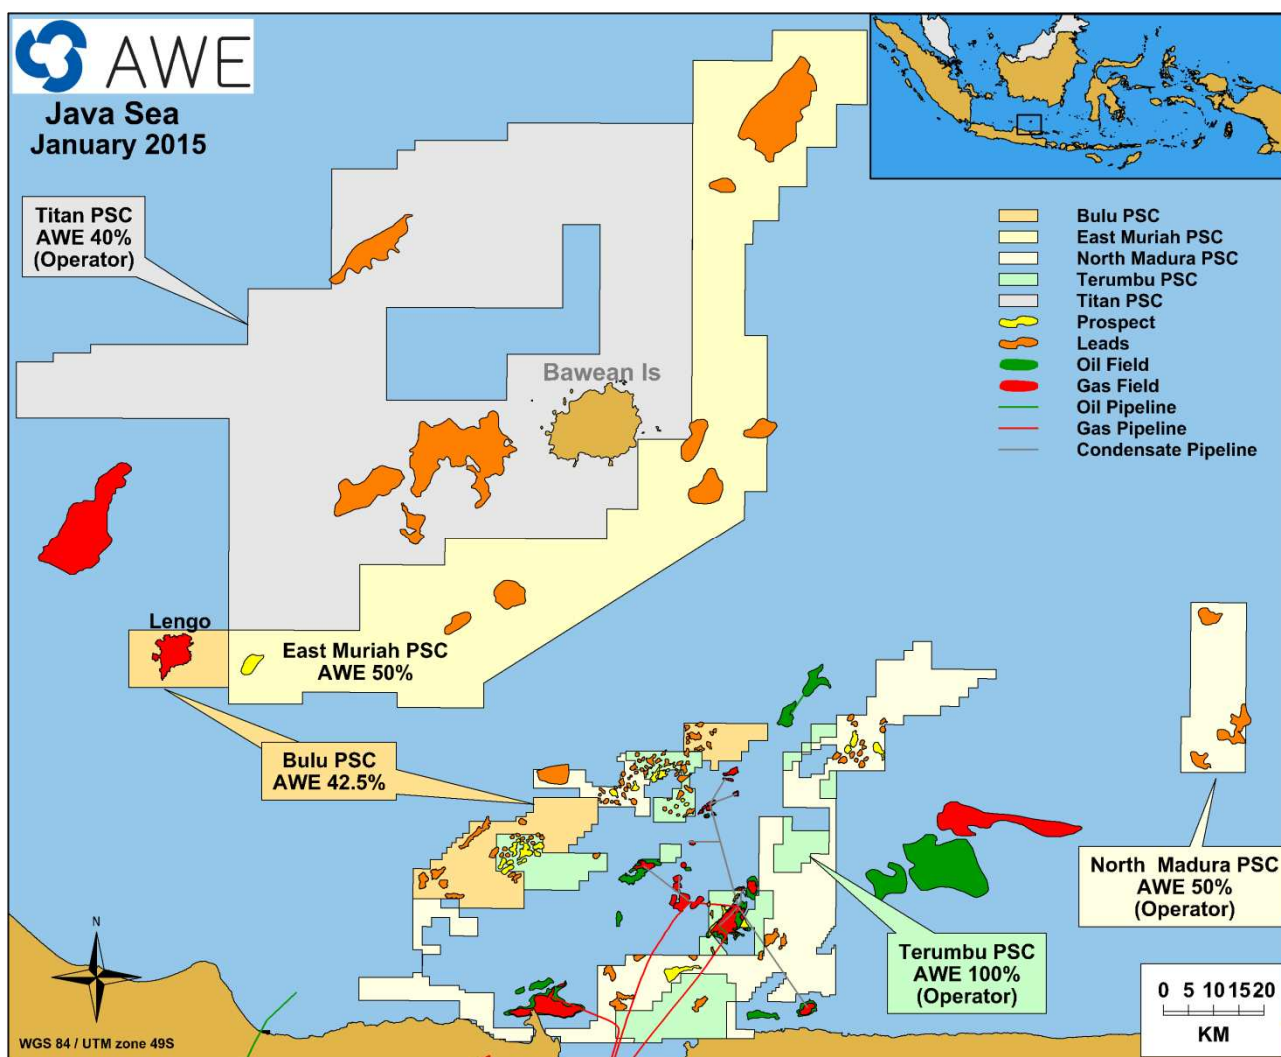 AWE
Java Sea
January 2015
Titan PSC
AWE 40%
(Operator)
Bulu PSC
East Muriah PSC
North Madura PSC
Terumbu PSC
Titan PSC
Prospect
Leads
Oil Field
Gas Field
Oil Pipeline
Gas Pipeline
Condensate Pipeline
Bawean Is
Lengo
East Muriah PSC
AWE 50%
Bulu PSC
AWE 42.5%
North Madura PSC
AWE 50%
(Operator)
Terumbu PSC
AWE 100%
(Operator)
N
0 5 10 15 20
KM
WGS 84 / UTM zone 49S